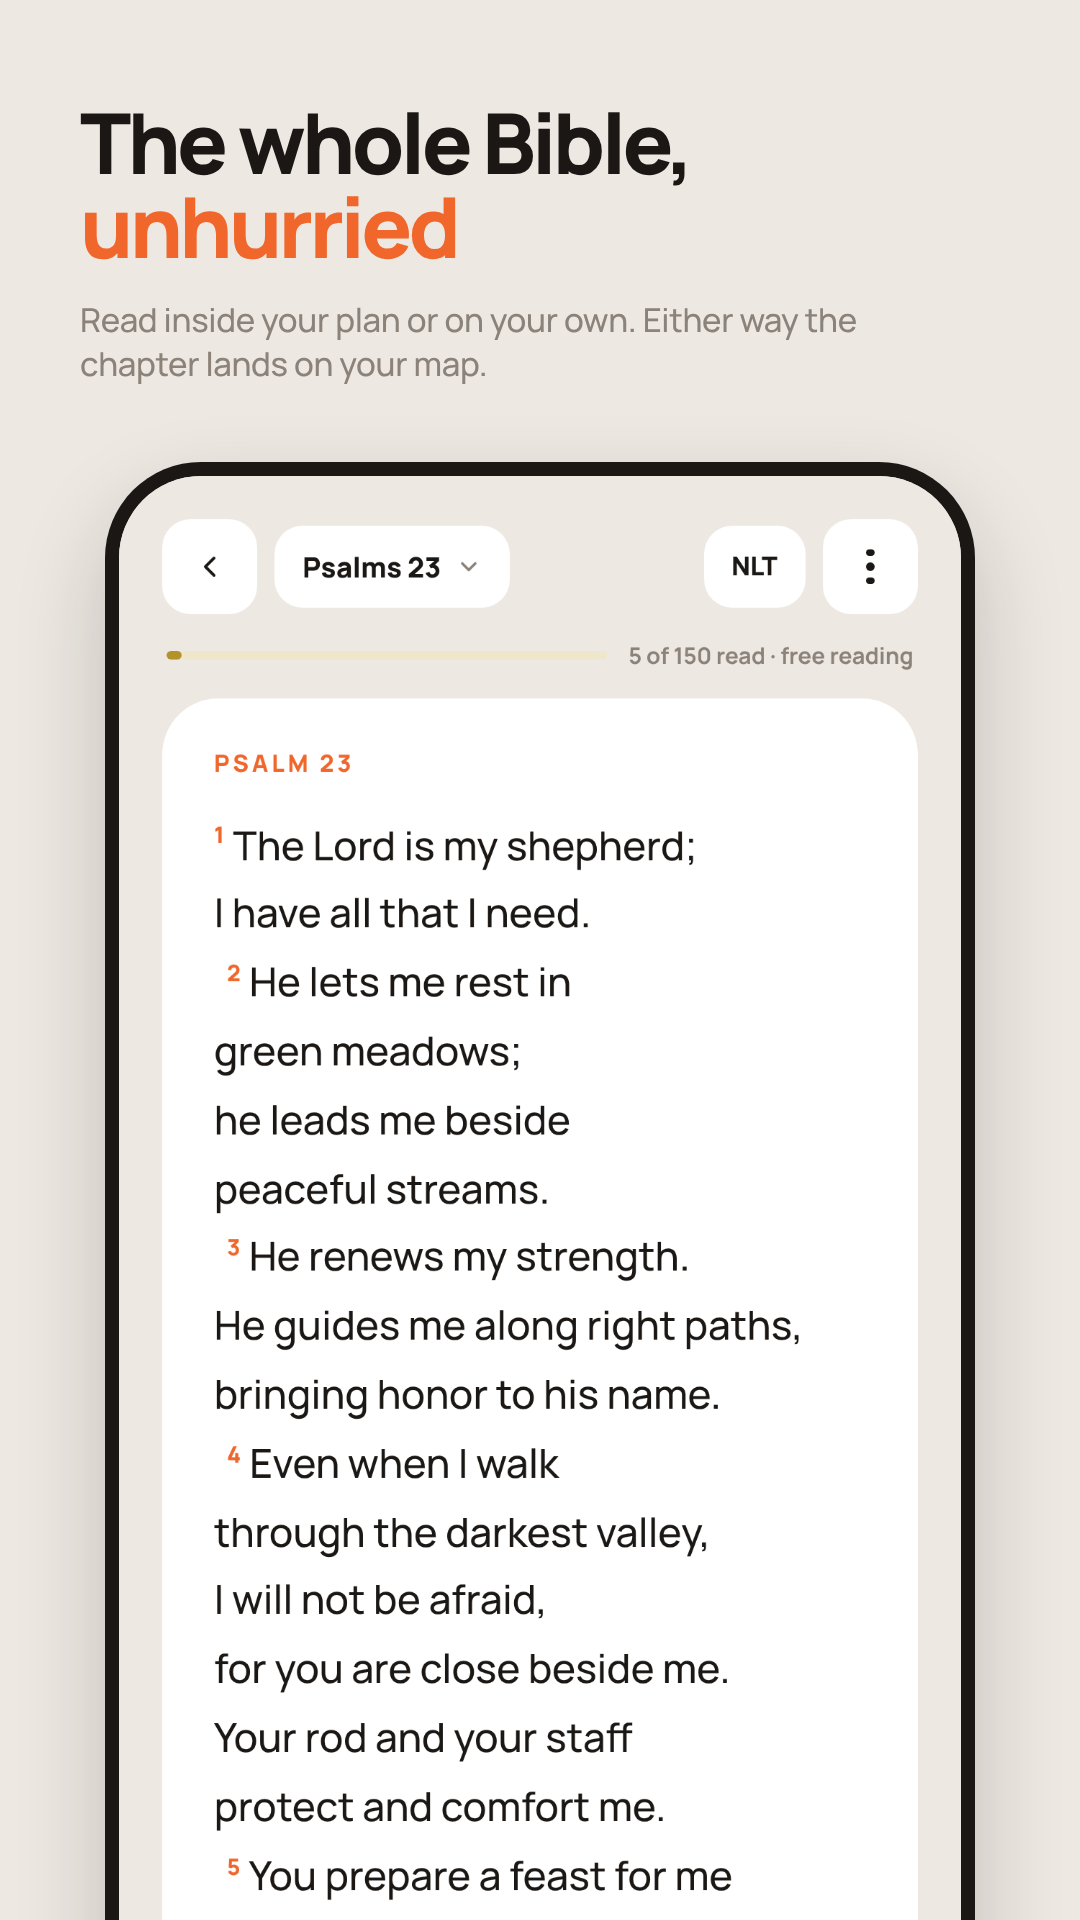 The whole Bible,
unhurried
Read inside your plan or on your own. Either way the
chapter lands on your map.
Psalms 23
NLT
5 of 150 read · free reading
PSALM 23
1 The Lord is my shepherd;
I have all that I need.
2 He lets me rest in
green meadows;
he leads me beside
peaceful streams.
3 He renews my strength.
He guides me along right paths,
bringing honor to his name.
4 Even when I walk
through the darkest valley,
I will not be afraid,
for you are close beside me.
Your rod and your staff
protect and comfort me.
5 You prepare a feast for me